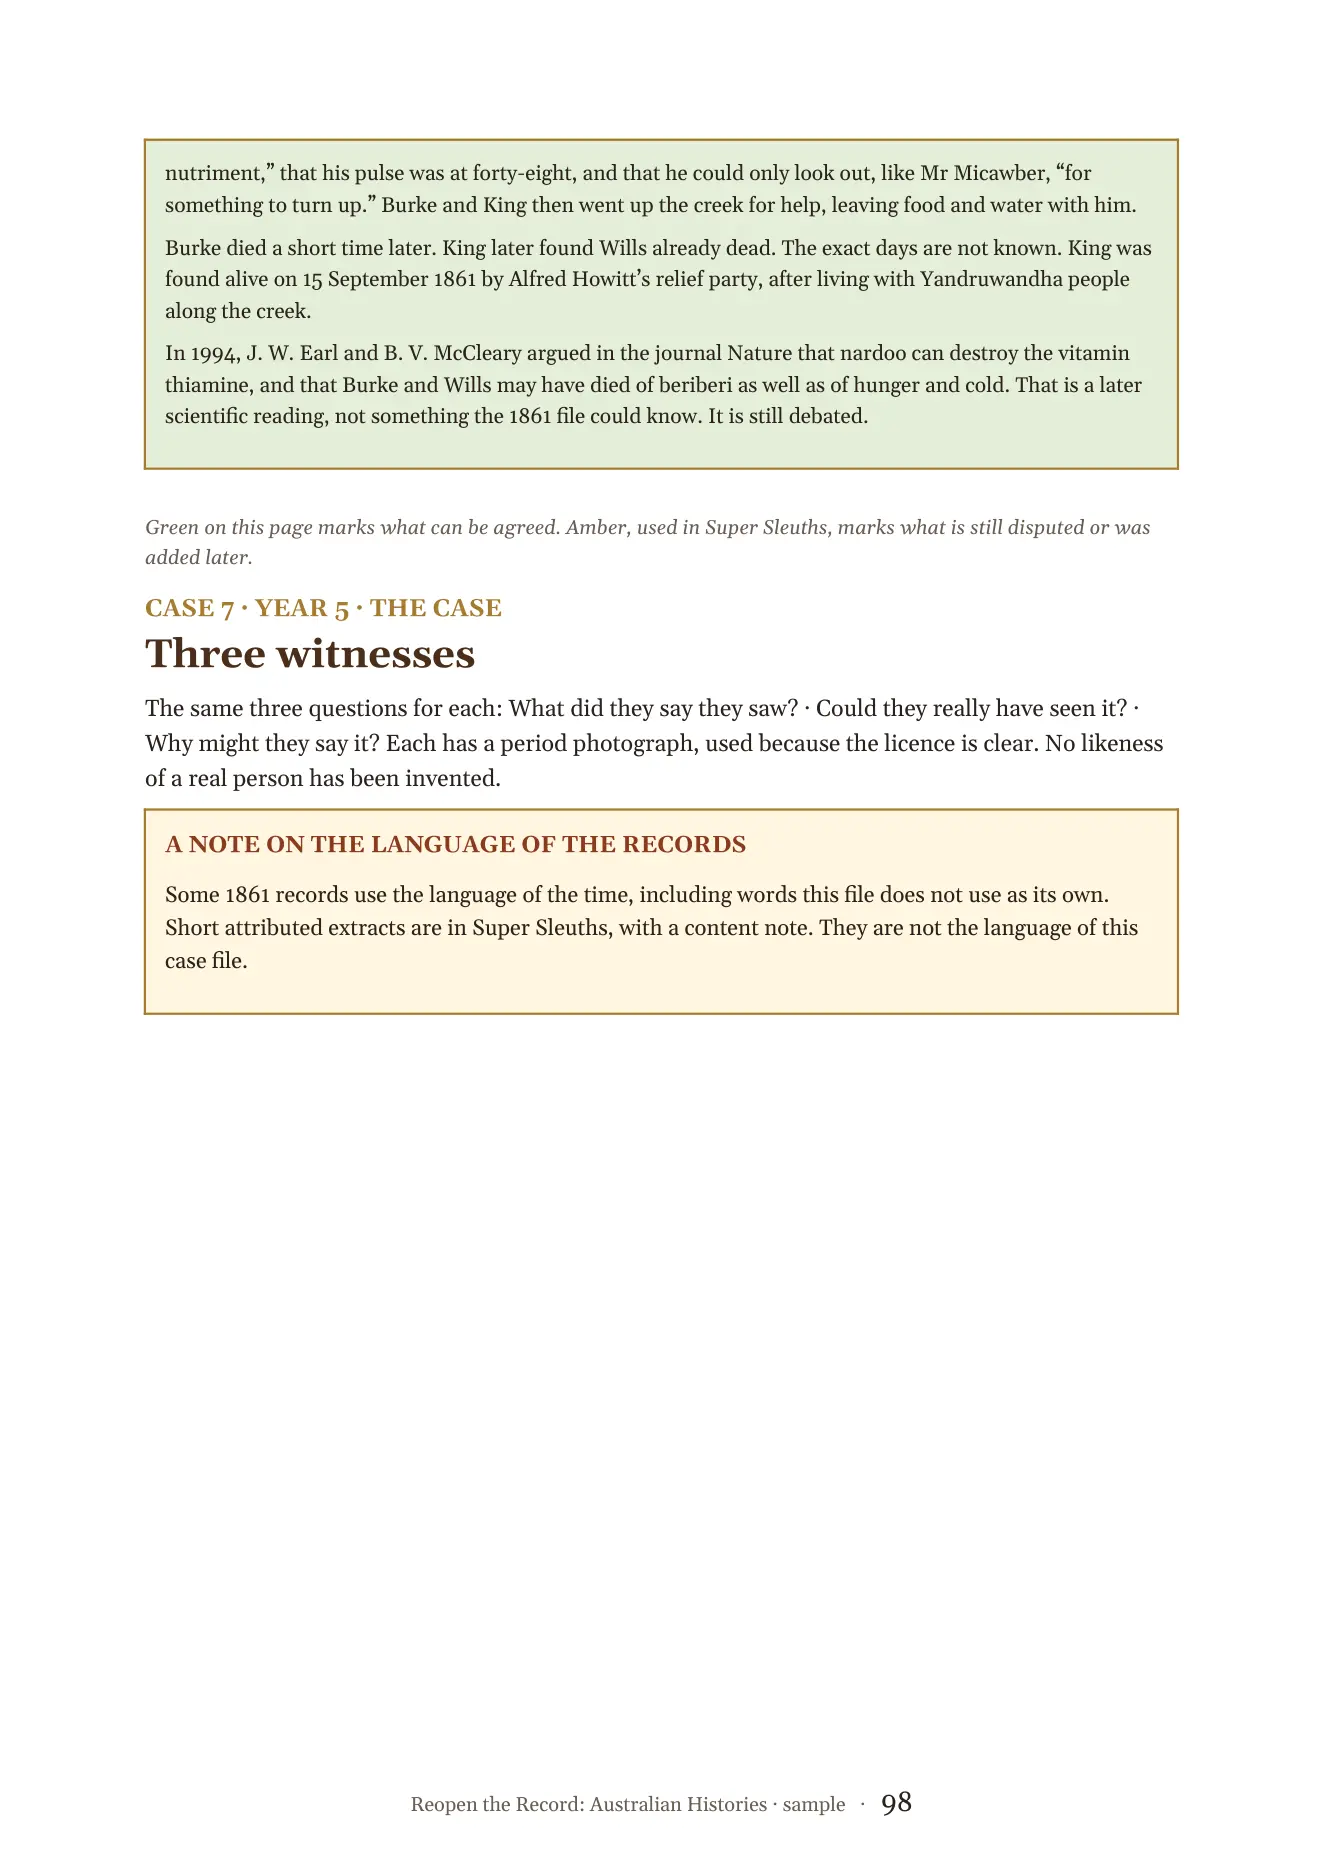 nutriment,” that his pulse was at forty-eight, and that he could only look out, like Mr Micawber, “for
something to turn up.” Burke and King then went up the creek for help, leaving food and water with him.
Burke died a short time later. King later found Wills already dead. The exact days are not known. King was
found alive on 15 September 1861 by Alfred Howitt’s relief party, after living with Yandruwandha people
along the creek.
In 1994, J. W. Earl and B. V. McCleary argued in the journal Nature that nardoo can destroy the vitamin
thiamine, and that Burke and Wills may have died of beriberi as well as of hunger and cold. That is a later
scientific reading, not something the 1861 file could know. It is still debated.
Green on this page marks what can be agreed. Amber, used in Super Sleuths, marks what is still disputed or was
added later.
CASE 7 · YEAR 5 · THE CASE
Three witnesses
The same three questions for each: What did they say they saw? · Could they really have seen it? ·
Why might they say it? Each has a period photograph, used because the licence is clear. No likeness
of a real person has been invented.
A NOTE ON THE LANGUAGE OF THE RECORDS
Some 1861 records use the language of the time, including words this file does not use as its own.
Short attributed extracts are in Super Sleuths, with a content note. They are not the language of this
case file.
Reopen the Record: Australian Histories · sample · 98